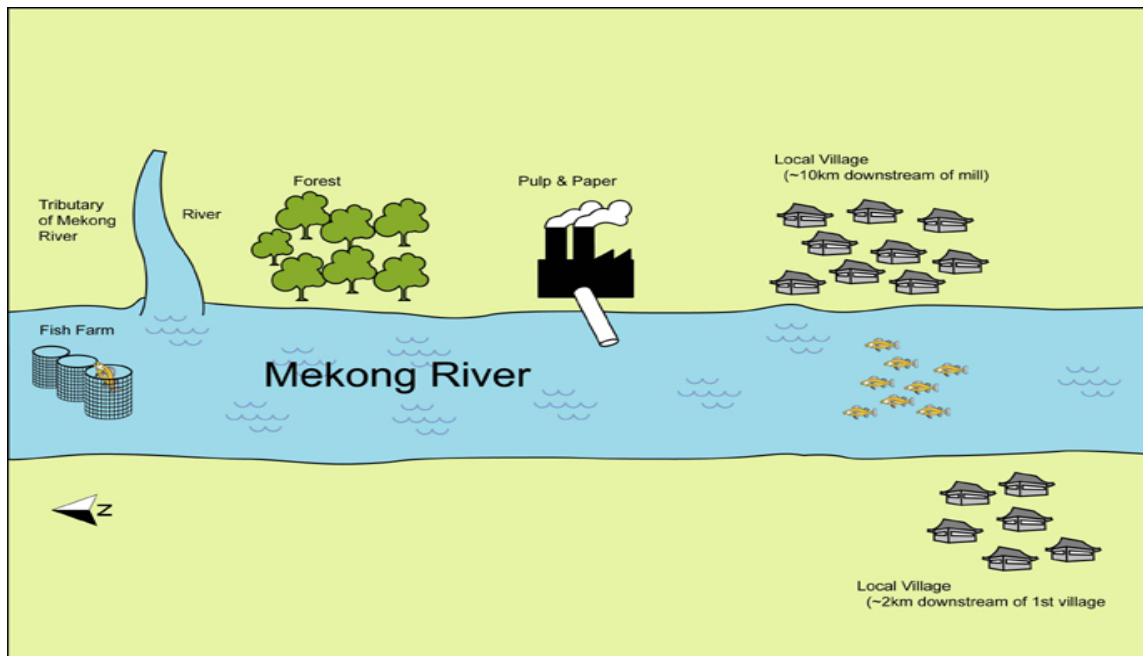 Local Village
(~10km downstream of mill)
Forest
Pulp & Paper
Tributary
of Mekong
River
River
Fish Farm
Mekong River
N
Local Village
(~2km downstream of 1st village